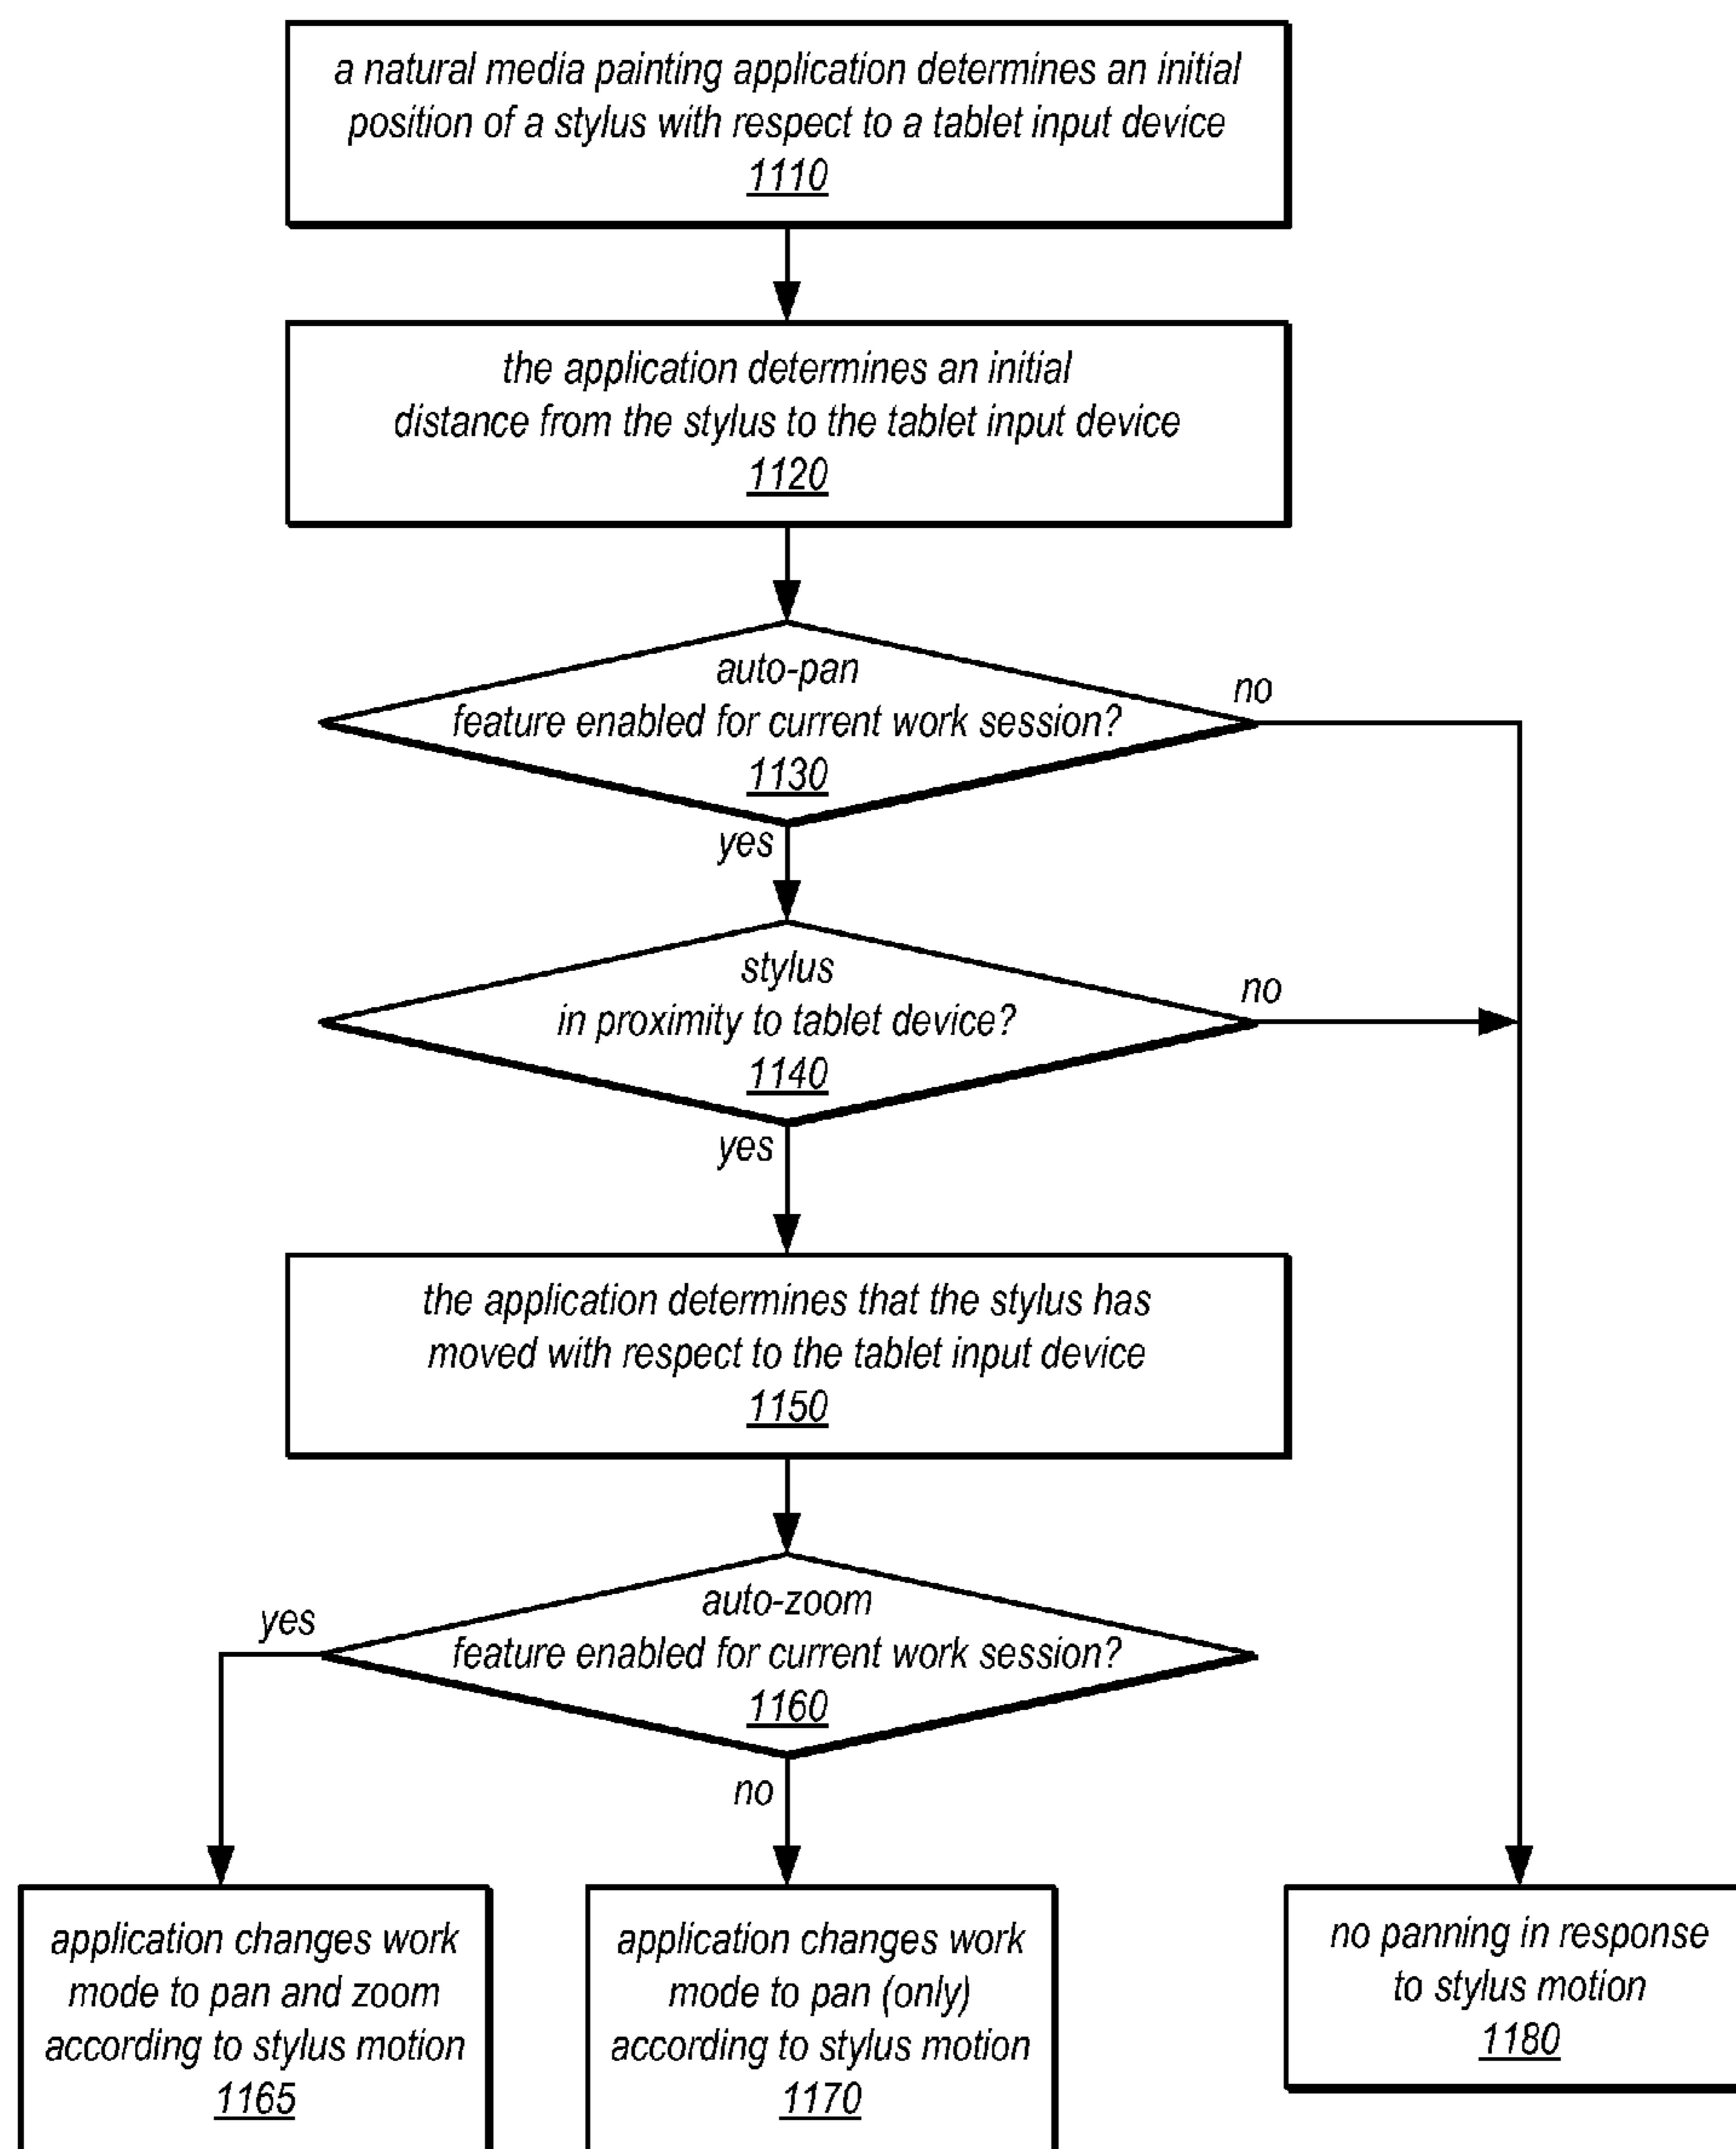 a natural media painting application determines an initial
position of a stylus with respect to a tablet input device
1110
the application determines an initial
distance from the stylus to the tablet input device
1120
auto-pan
feature enabled for current work session?
1130
no
yes
stylus
in proximity to tablet device?
1140
no
yes
the application determines that the stylus has
moved with respect to the tablet input device
1150
auto-zoom
feature enabled for current work session?
1160
yes
no
application changes work
mode to pan and zoom
according to stylus motion
1165
application changes work
mode to pan (only)
according to stylus motion
1170
no panning in response
to stylus motion
1180